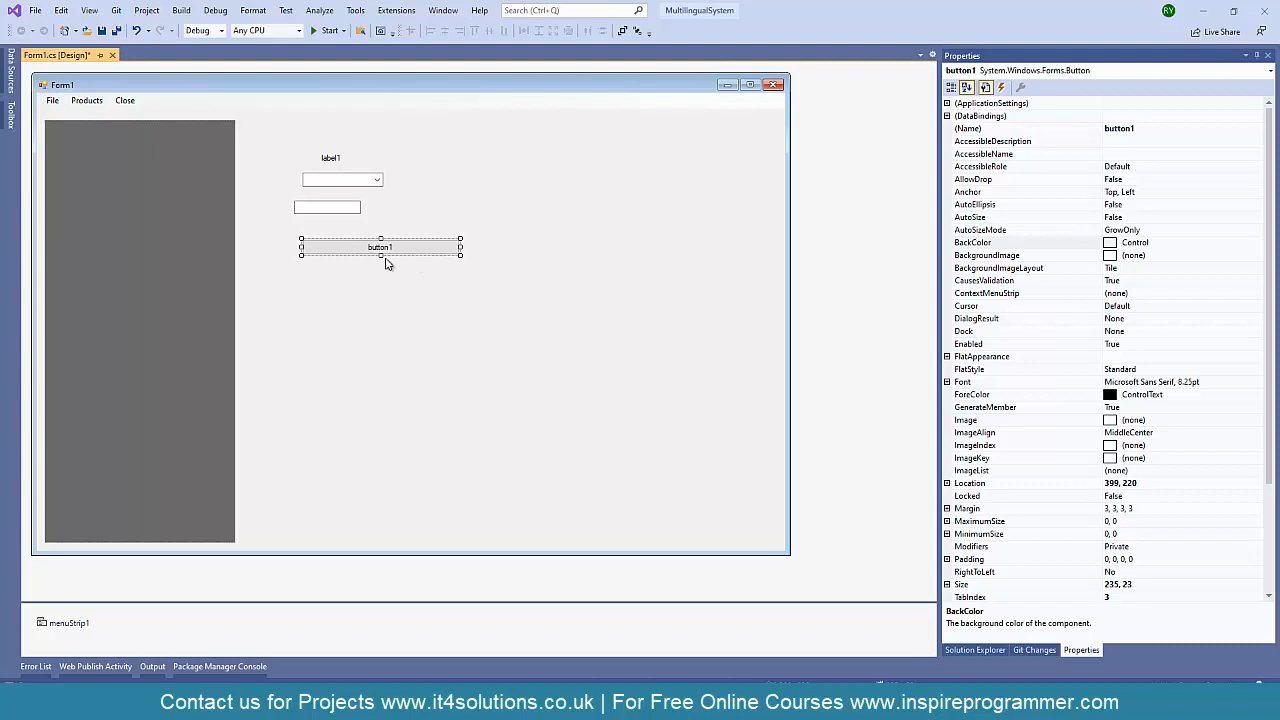 File Edit View Git Project Build Debug Format Test Analyze Tools Extensions Window Help Search (Ctrl+Q) MultilingualSystem RY
Debug Any CPU Start Live Share
Form1.cs [Design]*
Data Sources
Toolbox
Form1
File Products Close
label1
button1
menuStrip1
Error List Web Publish Activity Output Package Manager Console
Properties
button1 System.Windows.Forms.Button
(ApplicationSettings)
(DataBindings)
(Name) button1
AccessibleDescription
AccessibleName
AccessibleRole Default
AllowDrop False
Anchor Top, Left
AutoEllipsis False
AutoSize False
AutoSizeMode GrowOnly
BackColor Control
BackgroundImage (none)
BackgroundImageLayout Tile
CausesValidation True
ContextMenuStrip (none)
Cursor Default
DialogResult None
Dock None
Enabled True
FlatAppearance
FlatStyle Standard
Font Microsoft Sans Serif, 8.25pt
ForeColor ControlText
GenerateMember True
Image (none)
ImageAlign MiddleCenter
ImageIndex (none)
ImageKey (none)
ImageList (none)
Location 399, 220
Locked False
Margin 3, 3, 3, 3
MaximumSize 0, 0
MinimumSize 0, 0
Modifiers Private
Padding 0, 0, 0, 0
RightToLeft No
Size 235, 23
TabIndex 3
BackColor
The background color of the component.
Solution Explorer Git Changes Properties
Contact us for Projects www.it4solutions.co.uk | For Free Online Courses www.inspireprogrammer.com